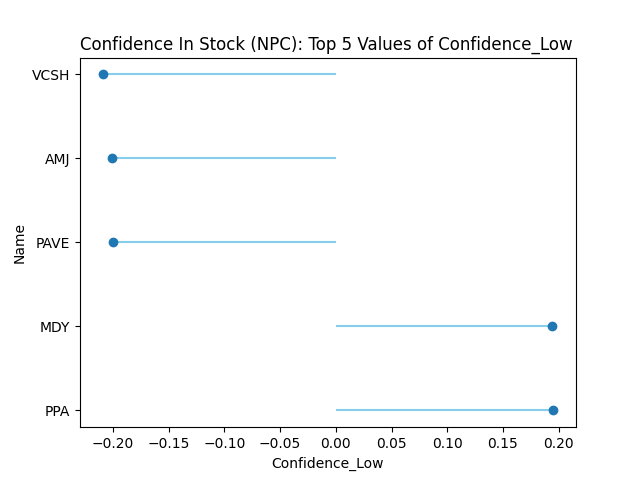 Confidence In Stock (NPC): Top 5 Values of Confidence_Low
VCSH
AMJ
PAVE
MDY
PPA
Name
−0.20 −0.15 −0.10 −0.05 0.00 0.05 0.10 0.15 0.20
Confidence_Low